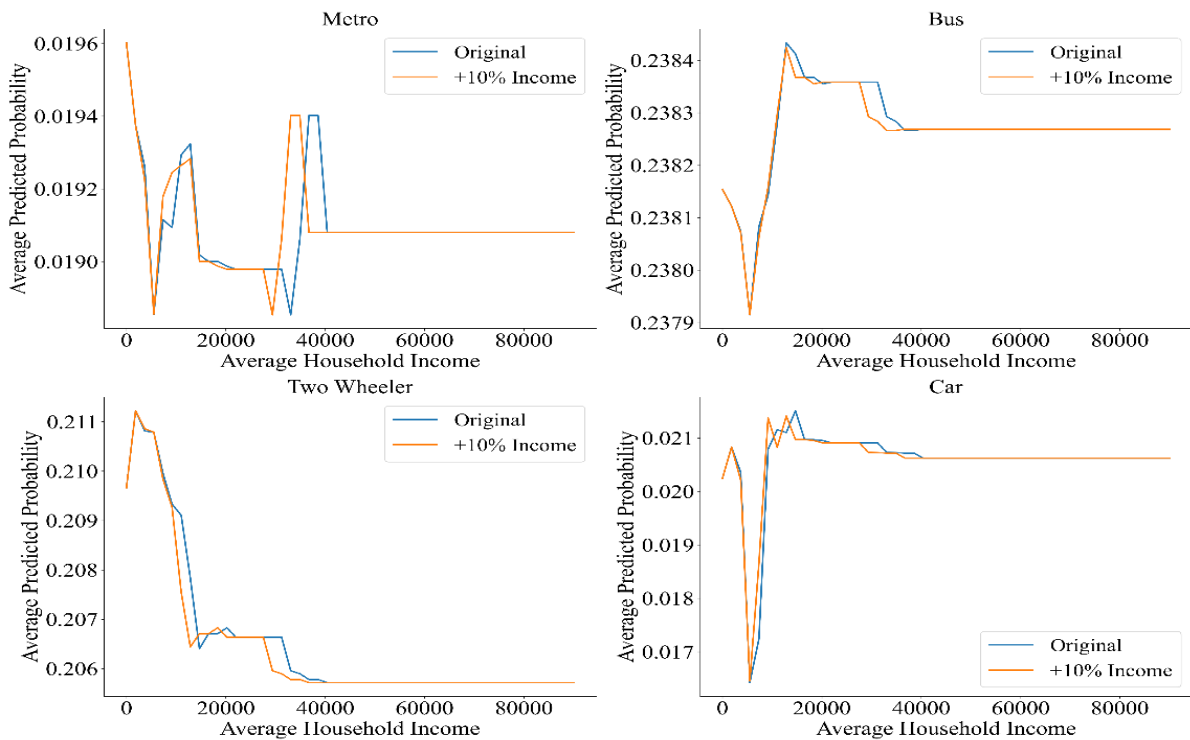 Metro
Average Predicted Probability
0.0196
0.0194
0.0192
0.0190
Original
+10% Income
0 20000 40000 60000 80000
Average Household Income
Bus
Average Predicted Probability
0.2384
0.2383
0.2382
0.2381
0.2380
0.2379
Original
+10% Income
0 20000 40000 60000 80000
Average Household Income
Two Wheeler
Average Predicted Probability
0.211
0.210
0.209
0.208
0.207
0.206
Original
+10% Income
0 20000 40000 60000 80000
Average Household Income
Car
Average Predicted Probability
0.021
0.020
0.019
0.018
0.017
Original
+10% Income
0 20000 40000 60000 80000
Average Household Income